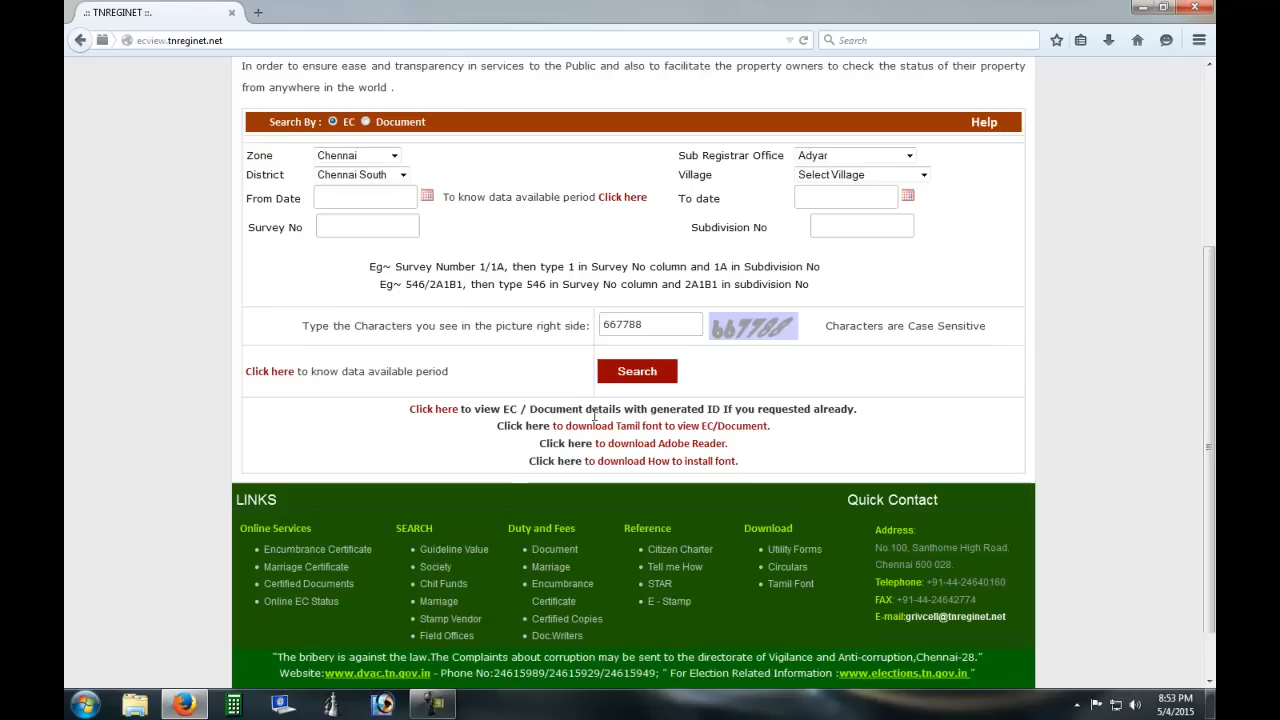 .:: TNREGINET ::.
ecview.tnreginet.net
Search
In order to ensure ease and transparency in services to the Public and also to facilitate the property owners to check the status of their property
from anywhere in the world .
Search By : EC Document Help
Zone Chennai Sub Registrar Office Adyar
District Chennai South Village Select Village
From Date To know data available period Click here To date
Survey No Subdivision No
Eg~ Survey Number 1/1A, then type 1 in Survey No column and 1A in Subdivision No
Eg~ 546/2A1B1, then type 546 in Survey No column and 2A1B1 in subdivision No
Type the Characters you see in the picture right side: 667788 667788 Characters are Case Sensitive
Click here to know data available period Search
Click here to view EC / Document details with generated ID If you requested already.
Click here to download Tamil font to view EC/Document.
Click here to download Adobe Reader.
Click here to download How to install font.
LINKS Quick Contact
Online Services SEARCH Duty and Fees Reference Download Address:
Encumbrance Certificate Guideline Value Document Citizen Charter Utility Forms No.100, Santhome High Road.
Marriage Certificate Society Marriage Tell me How Circulars Chennai 600 028.
Certified Documents Chit Funds Encumbrance STAR Tamil Font Telephone: +91-44-24640160
Online EC Status Marriage Certificate E - Stamp FAX: +91-44-24642774
Stamp Vendor Certified Copies E-mail:grivcell@tnreginet.net
Field Offices Doc.Writers
"The bribery is against the law.The Complaints about corruption may be sent to the directorate of Vigilance and Anti-corruption,Chennai-28."
Website:www.dvac.tn.gov.in - Phone No:24615989/24615929/24615949; " For Election Related Information :www.elections.tn.gov.in "
8:53 PM
5/4/2015